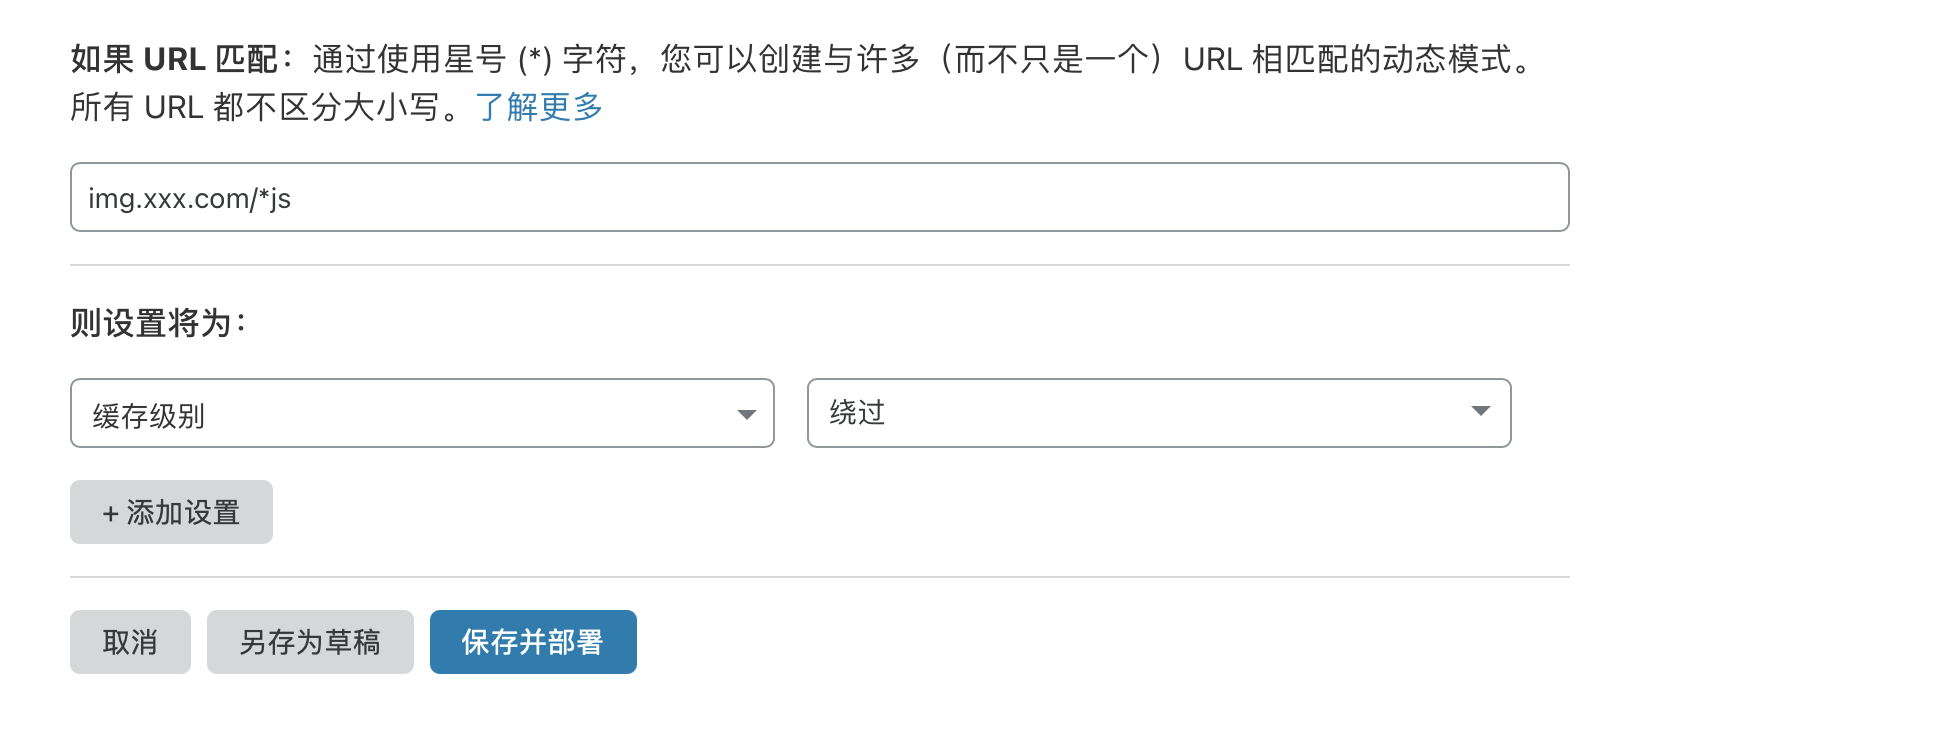 如果 URL 匹配：通过使用星号 (*) 字符，您可以创建与许多（而不只是一个）URL 相匹配的动态模式。
所有 URL 都不区分大小写。了解更多
img.xxx.com/*js
则设置将为：
缓存级别 绕过
+ 添加设置
取消 另存为草稿 保存并部署